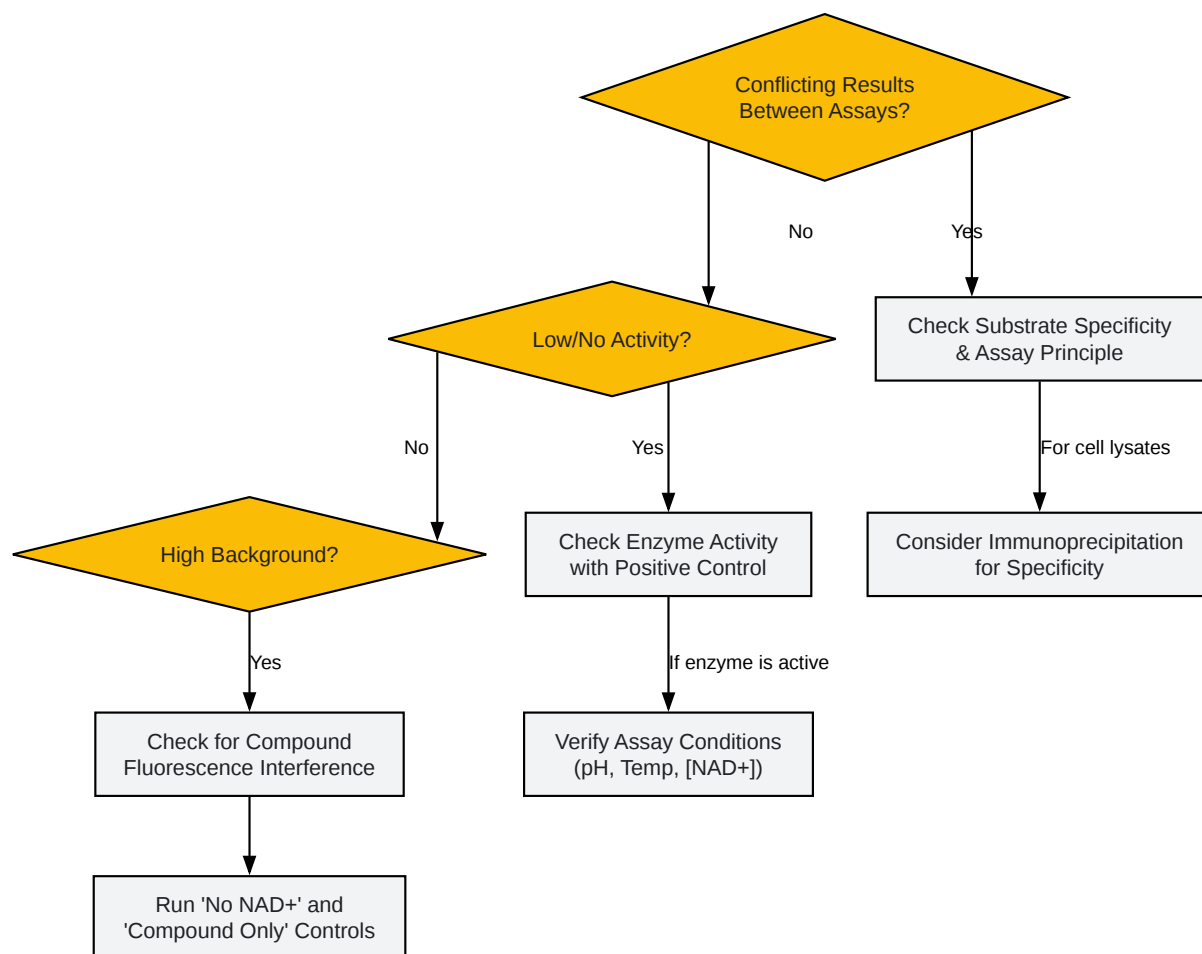 Conflicting Results
Between Assays?
No
Yes
Low/No Activity?
Check Substrate Specificity
& Assay Principle
No
Yes
For cell lysates
High Background?
Check Enzyme Activity
with Positive Control
Consider Immunoprecipitation
for Specificity
Yes
If enzyme is active
Check for Compound
Fluorescence Interference
Verify Assay Conditions
(pH, Temp, [NAD+])
Run 'No NAD+' and
'Compound Only' Controls